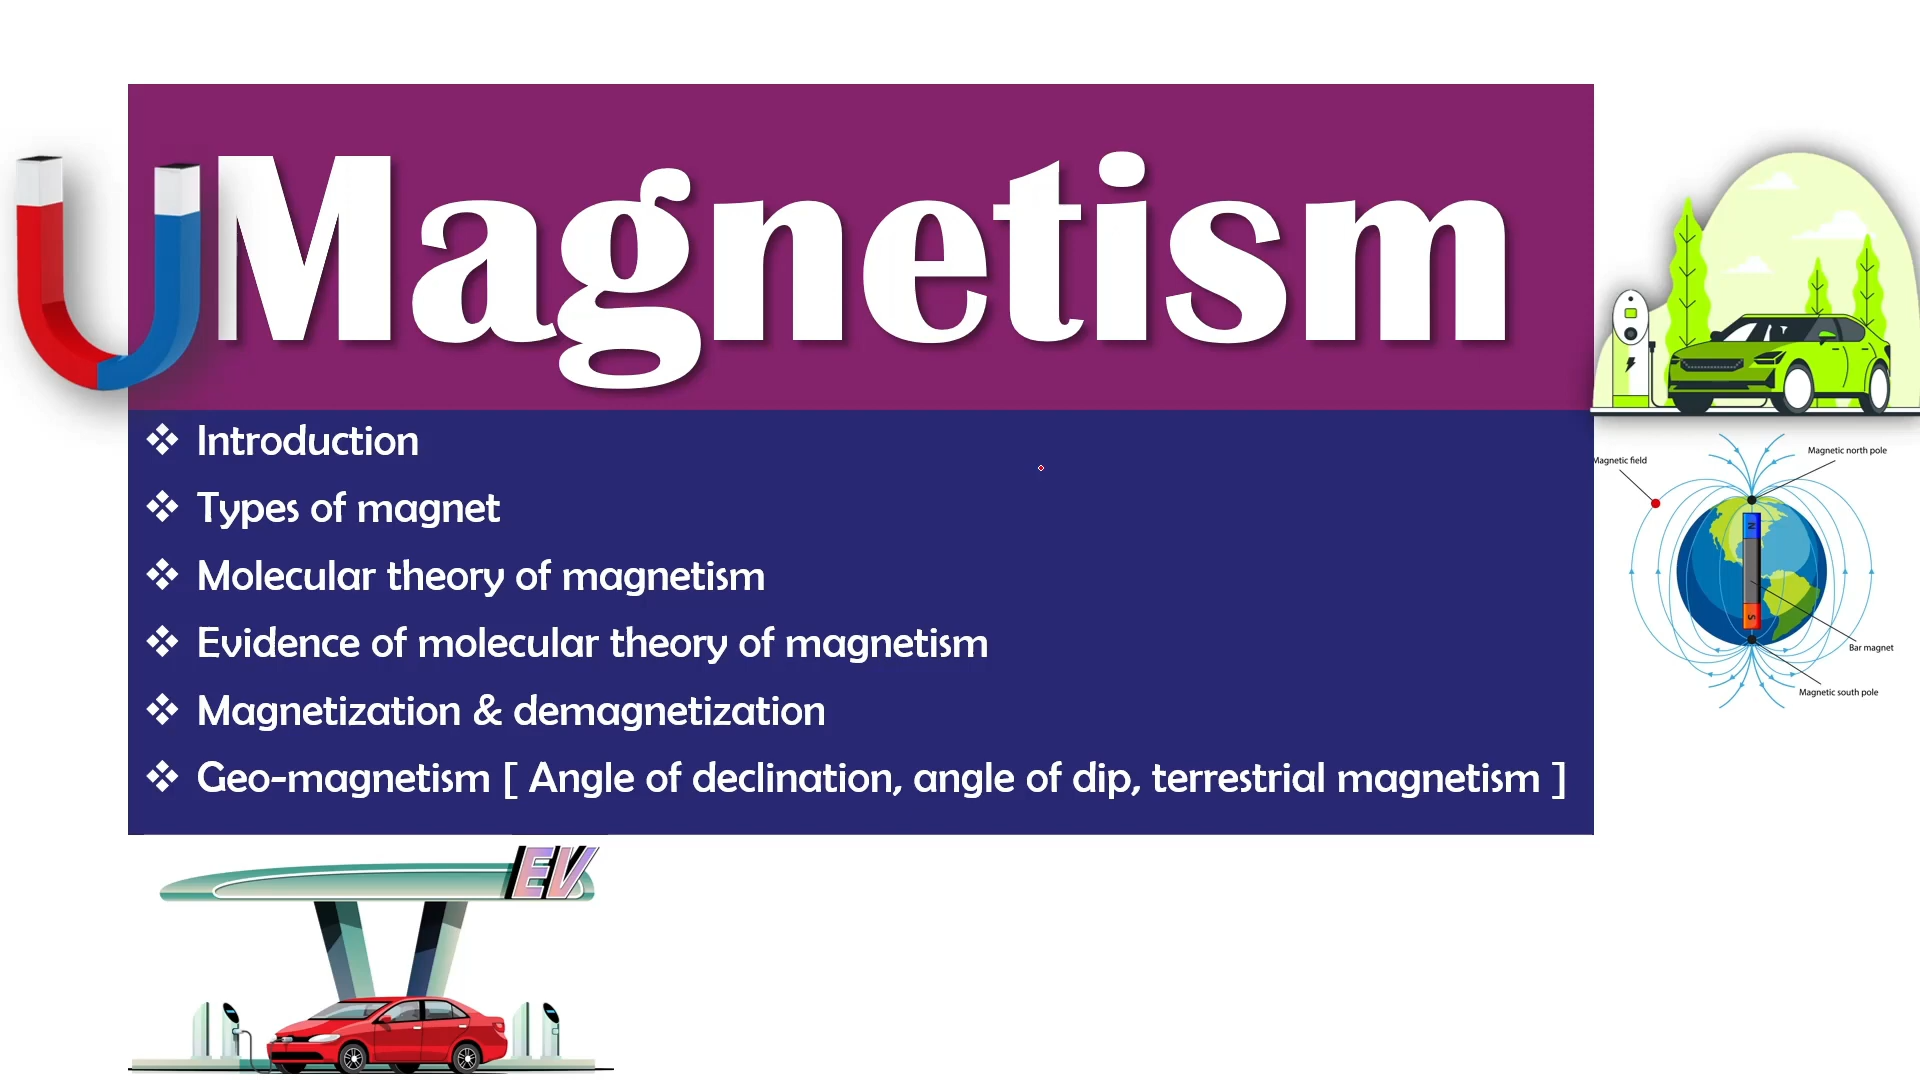 Magnetism
❖ Introduction
❖ Types of magnet
❖ Molecular theory of magnetism
❖ Evidence of molecular theory of magnetism
❖ Magnetization & demagnetization
❖ Geo-magnetism [ Angle of declination, angle of dip, terrestrial magnetism ]
Magnetic north pole
Magnetic field
N
S
Bar magnet
Magnetic south pole
EV